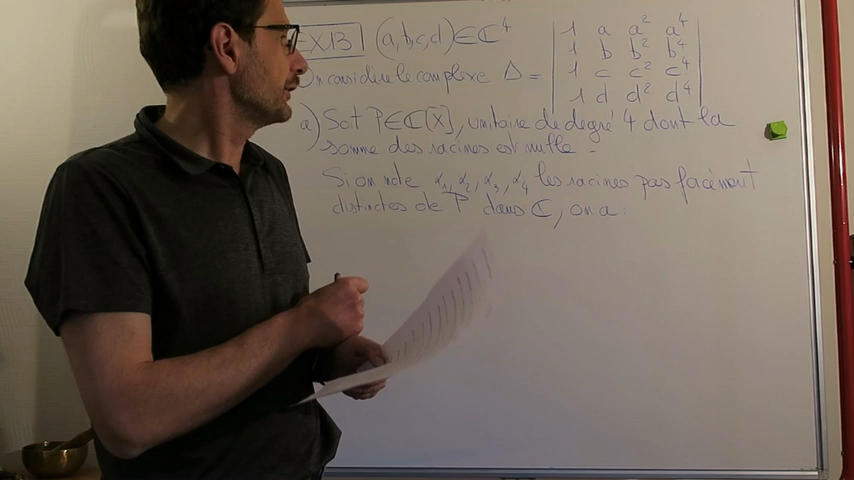 EX13 (a,b,c,d) ∈ ℂ⁴
On considère le complexe Δ =
1 a a² a⁴
1 b b² b⁴
1 c c² c⁴
1 d d² d⁴
a) Soit P ∈ ℂ[X], unitaire de degré 4 dont la
somme des racines est nulle.
Si on note α₁, α₂, α₃, α₄ les racines pas forcément
distinctes de P dans ℂ, on a: